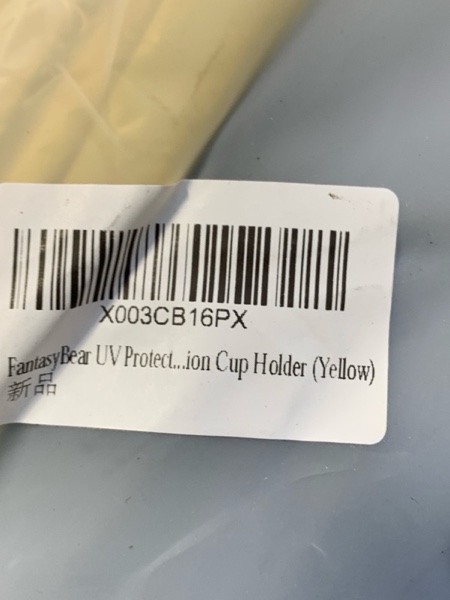 X003CB16PX
FantasyBear UV Protect...ion Cup Holder (Yellow)
新品